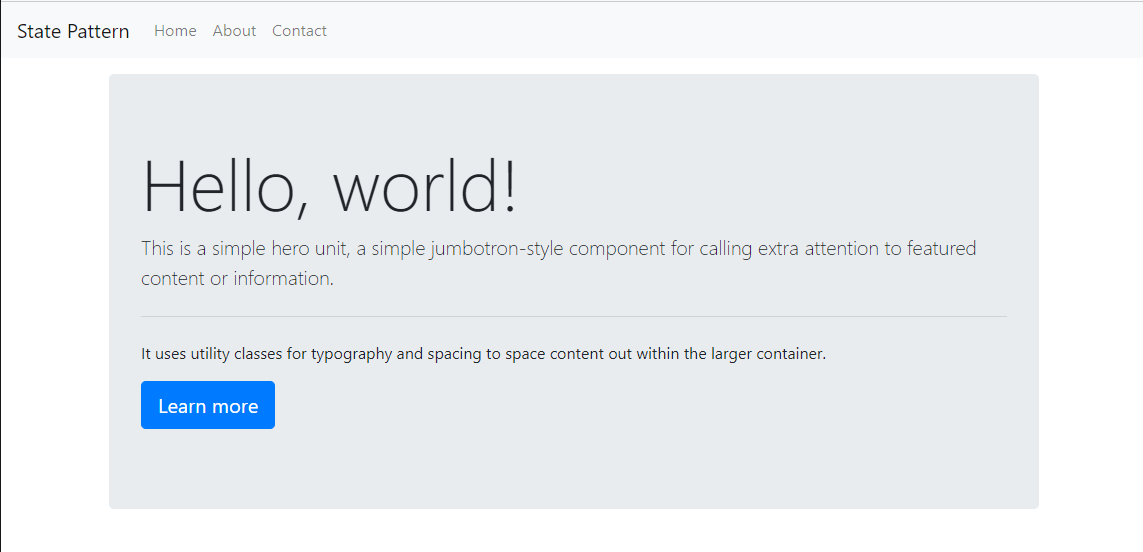 State Pattern Home About Contact
Hello, world!
This is a simple hero unit, a simple jumbotron-style component for calling extra attention to featured
content or information.
It uses utility classes for typography and spacing to space content out within the larger container.
Learn more